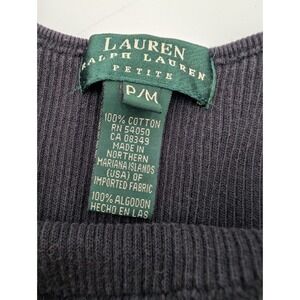 LAUREN
RALPH LAUREN
PETITE
P/M
100% COTTON
RN 54050
CA 08349
MADE IN
NORTHERN
MARIANA ISLANDS
(USA) OF
IMPORTED FABRIC
100% ALGODON
HECHO EN LAS